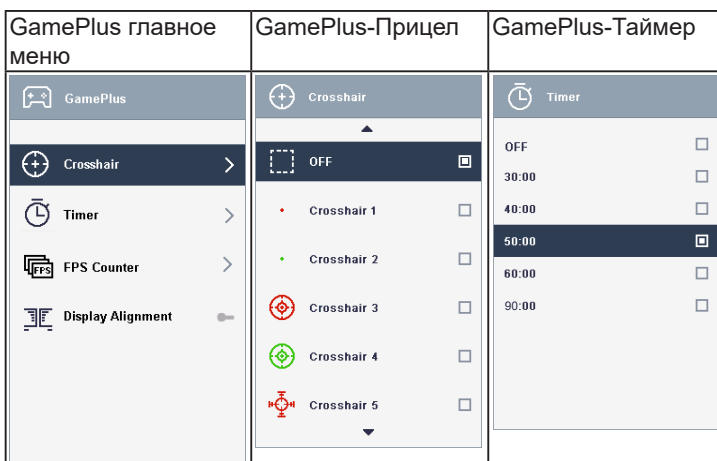 GamePlus главное
меню
GamePlus-Прицел
GamePlus-Таймер
GamePlus
Crosshair
Timer
FPS
FPS Counter
Display Alignment
Crosshair
OFF
Crosshair 1
Crosshair 2
Crosshair 3
Crosshair 4
Crosshair 5
Timer
OFF
30:00
40:00
50:00
60:00
90:00